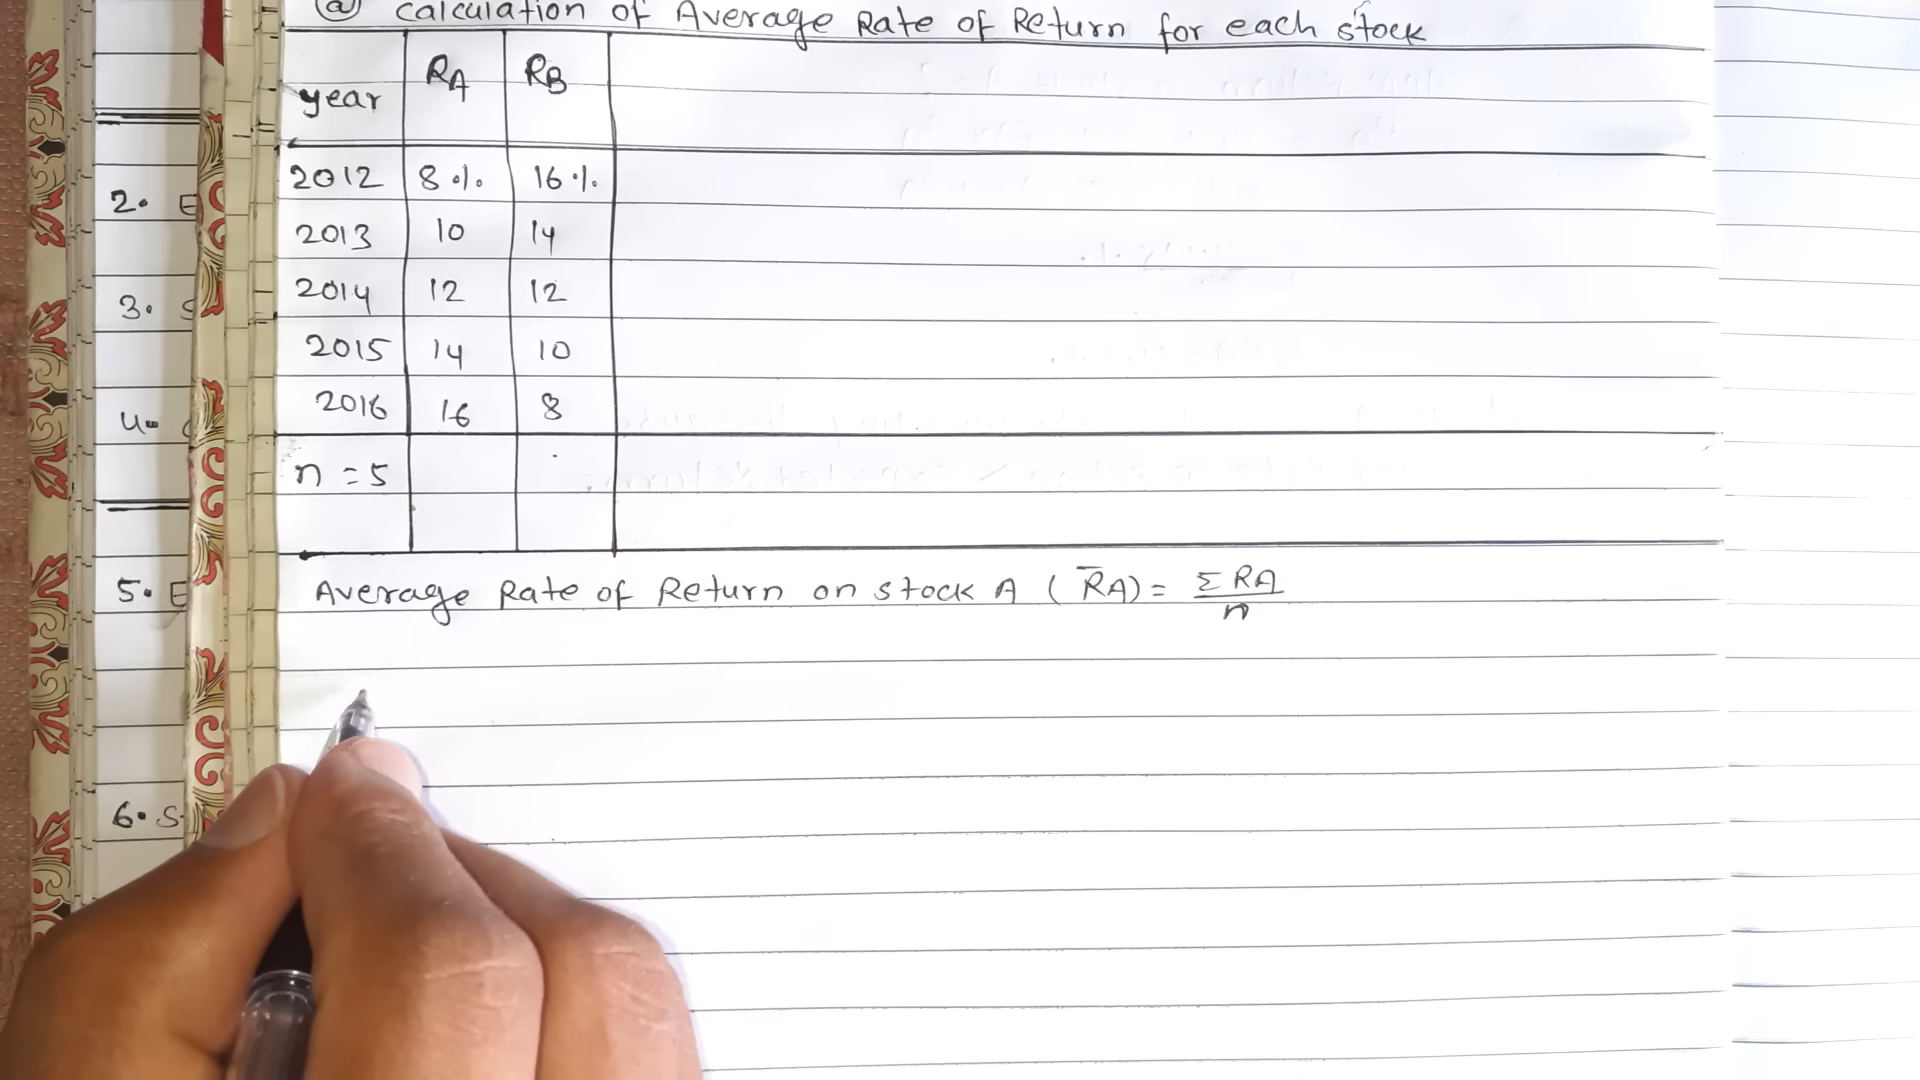 @ Calculation of Average Rate of Return for each stock
year RA RB
2012 8% 16%
2013 10 14
2014 12 12
2015 14 10
2016 16 8
n = 5
Average Rate of Return on stock A (R̅A) = ΣRA
n
2.
3.
4.
5. E
6. S